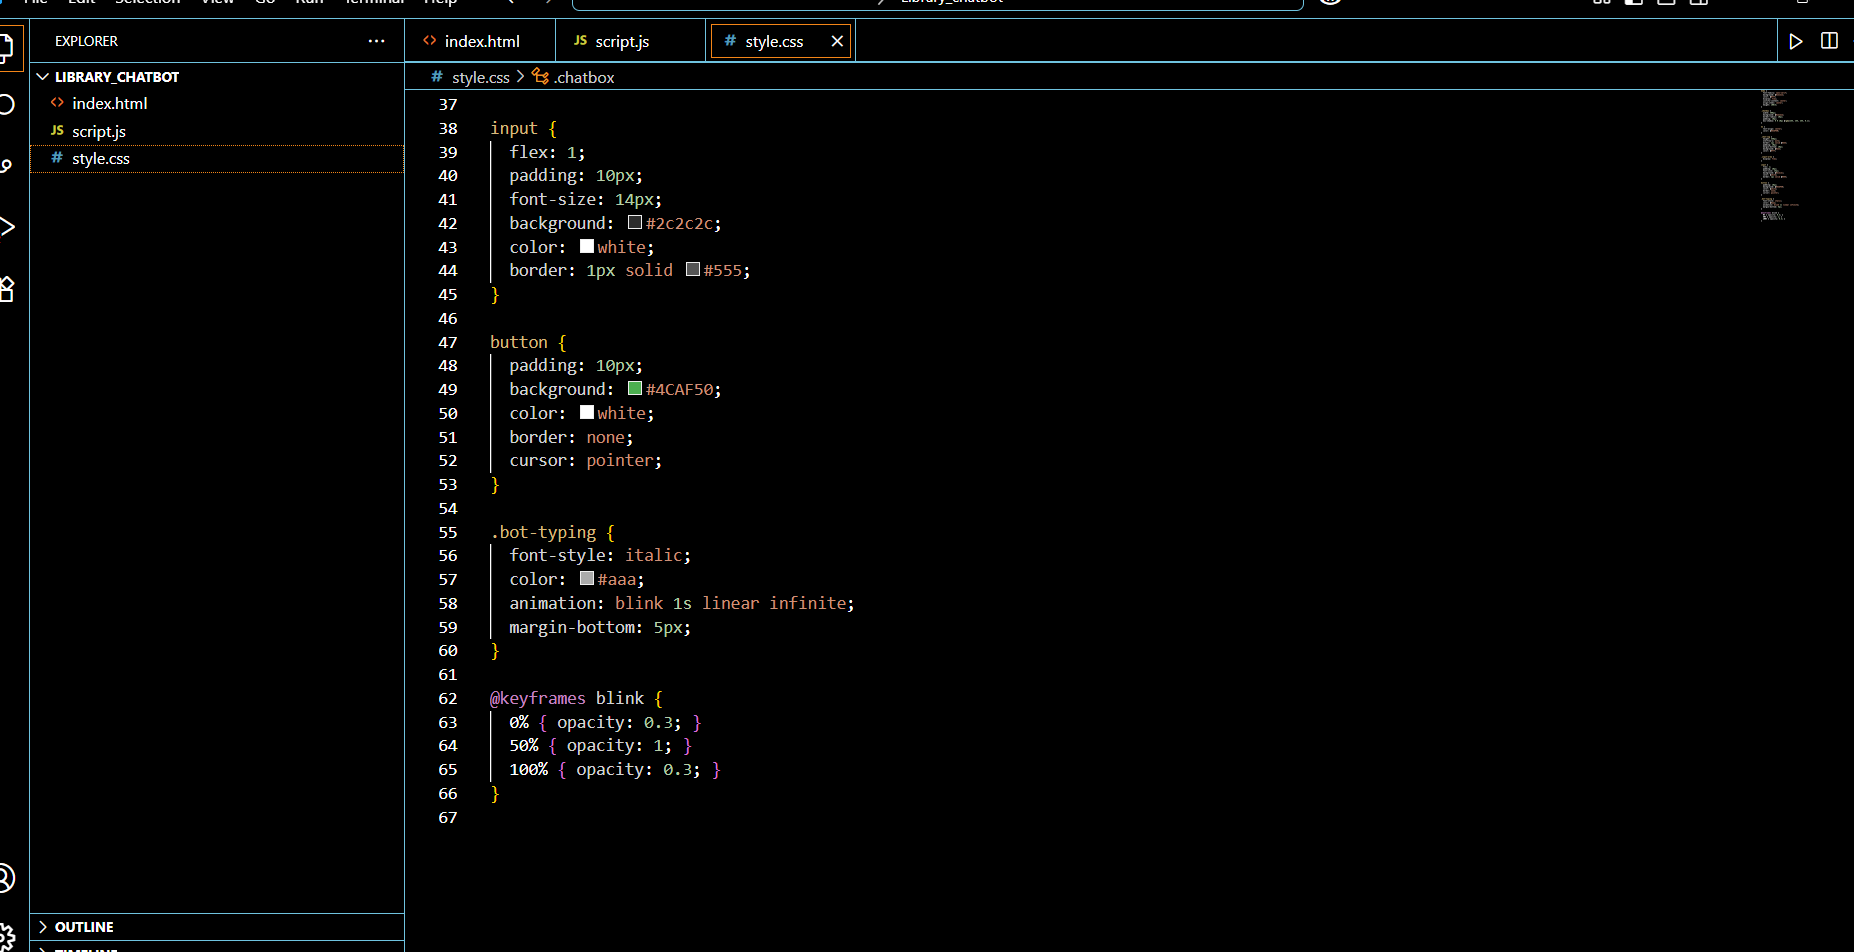 File Edit Selection View Go Run Terminal Help
Library_chatbot
EXPLORER
LIBRARY_CHATBOT
<> index.html
JS script.js
# style.css
OUTLINE
TIMELINE
<> index.html
JS script.js
# style.css
# style.css > .chatbox
37
38 input {
39 flex: 1;
40 padding: 10px;
41 font-size: 14px;
42 background: #2c2c2c;
43 color: white;
44 border: 1px solid #555;
45 }
46
47 button {
48 padding: 10px;
49 background: #4CAF50;
50 color: white;
51 border: none;
52 cursor: pointer;
53 }
54
55 .bot-typing {
56 font-style: italic;
57 color: #aaa;
58 animation: blink 1s linear infinite;
59 margin-bottom: 5px;
60 }
61
62 @keyframes blink {
63 0% { opacity: 0.3; }
64 50% { opacity: 1; }
65 100% { opacity: 0.3; }
66 }
67